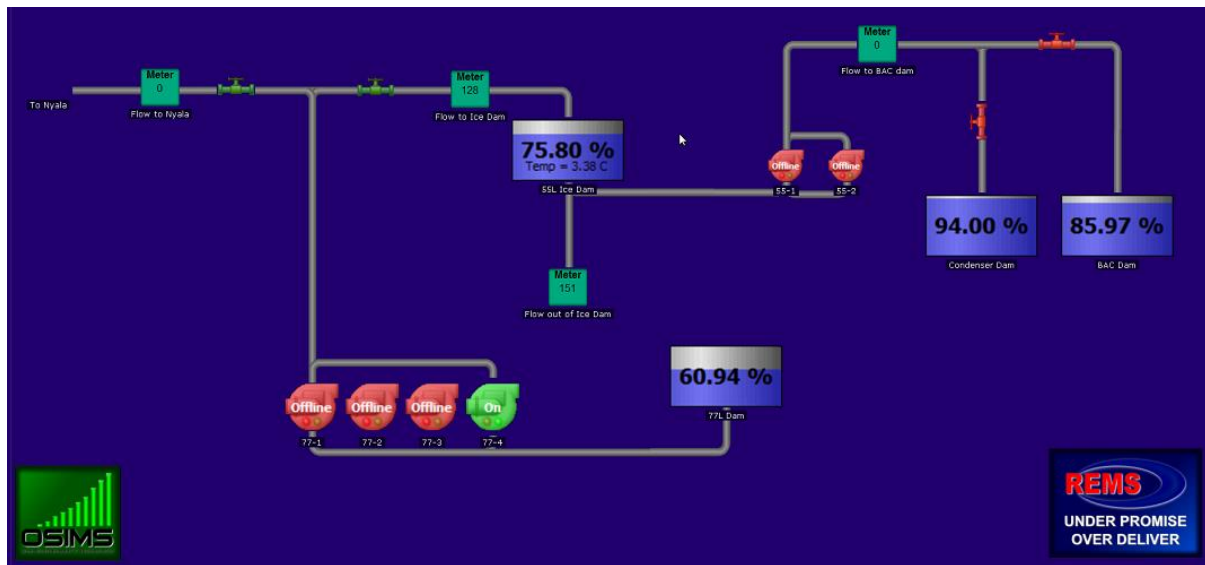 Meter
0
Flow to BAC dam
Meter
0
Flow to Nyala
To Nyala
Meter
128
Flow to Ice Dam
75.80 %
Temp = 3.38 C
55L Ice Dam
Offline
55-1
Offline
55-2
94.00 %
Condenser Dam
85.97 %
BAC Dam
Meter
151
Flow out of Ice Dam
60.94 %
77L Dam
Offline
77-1
Offline
77-2
Offline
77-3
On
77-4
OSIMS
REMS
UNDER PROMISE
OVER DELIVER